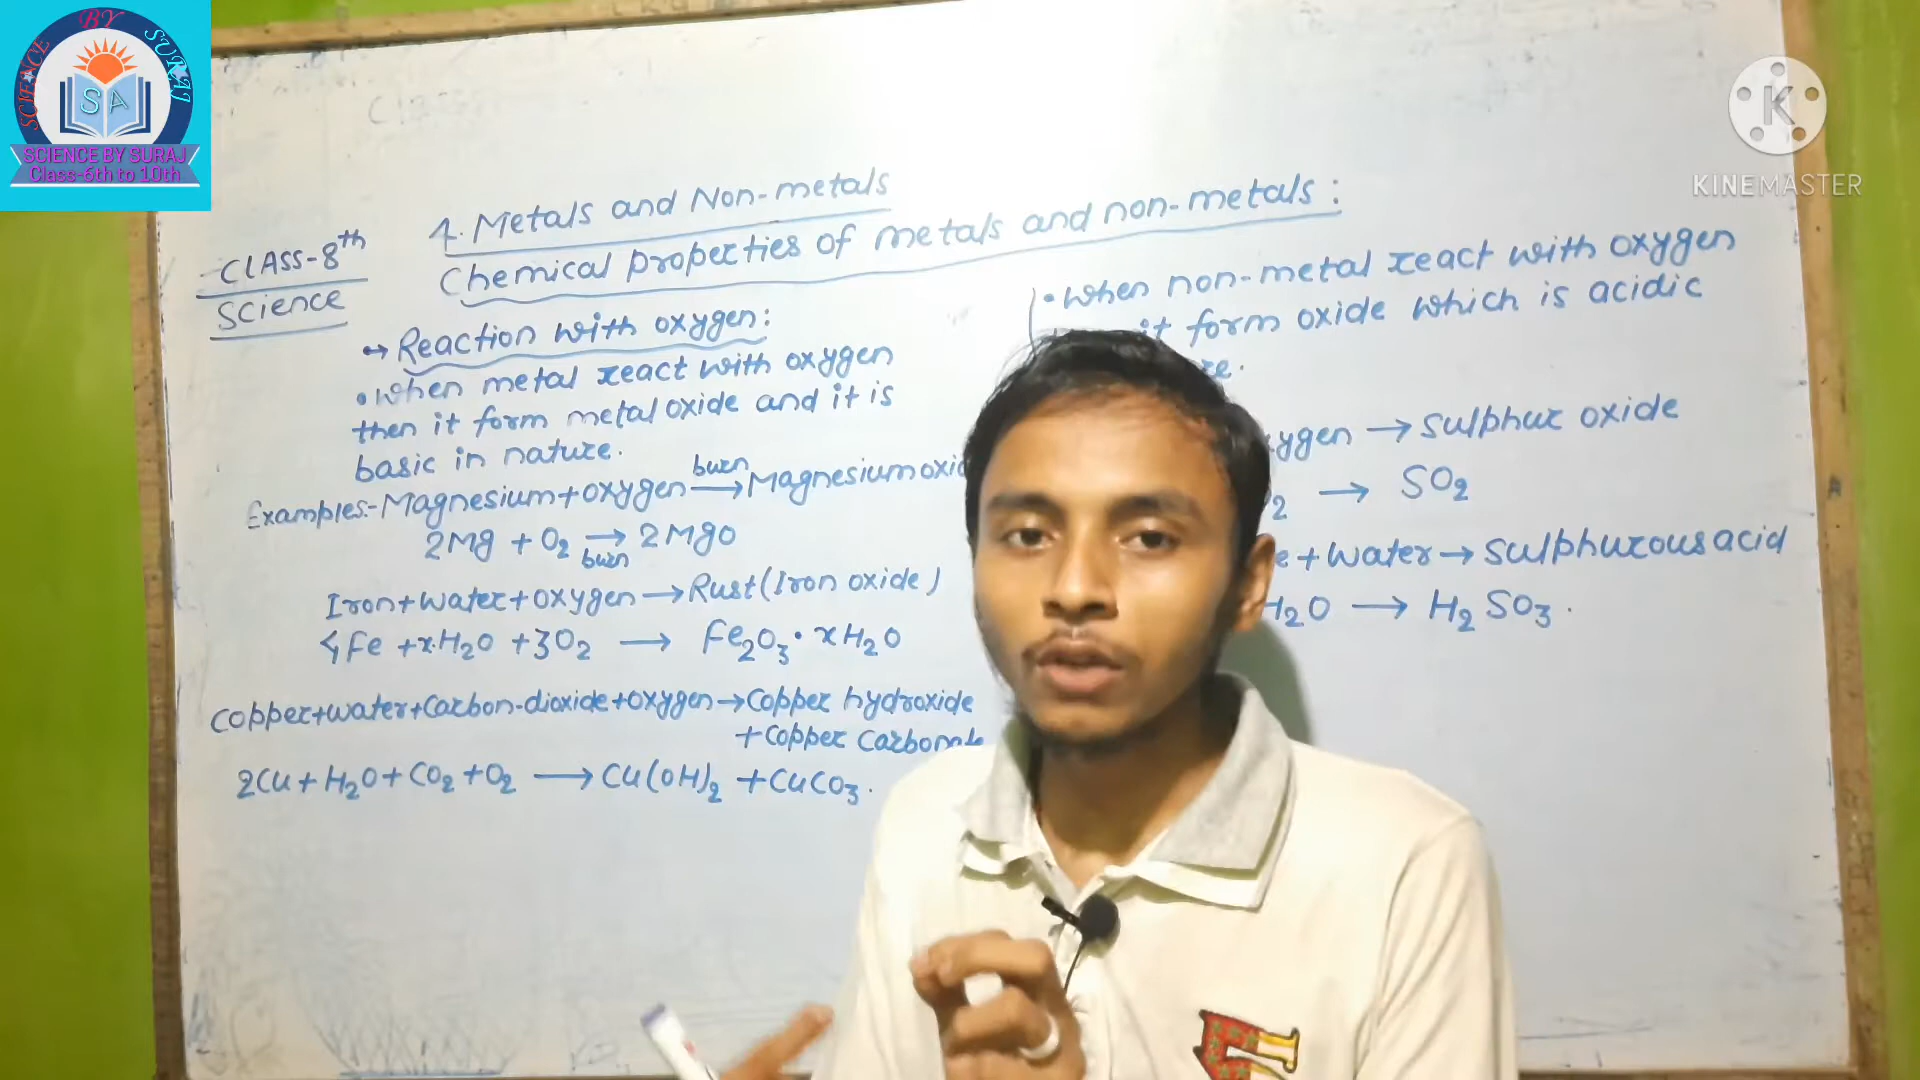 SCIENCE BY SURAJ
SA
SCIENCE BY SURAJ
Class-6th to 10th
KINEMASTER
CLASS-8th
Science
4. Metals and Non-metals
Chemical properties of metals and non-metals:
↔ Reaction with oxygen:
• When metal react with oxygen
then it form metal oxide and it is
basic in nature.
Examples:- Magnesium + oxygen burn→ Magnesium
2Mg + O₂ →burn 2MgO
Iron + water + oxygen → Rust (Iron oxide)
4Fe + x.H₂O + 3O₂ → Fe₂O₃ . xH₂O
Copper + water + Carbon-dioxide + oxygen → Copper hydroxide
+ Copper
2Cu + H₂O + CO₂ + O₂ → Cu(OH)₂ + CuCO₃.
• When non-metal react with oxygen
it form oxide which is acidic
→ Sulphur oxide
→ SO₂
+ Water → Sulphurous acid
H₂O → H₂SO₃.